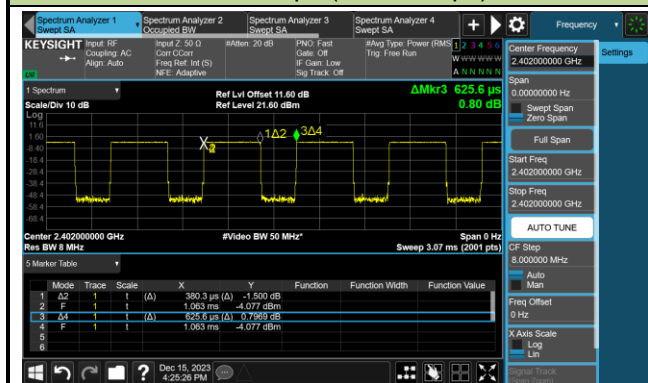 Spectrum Analyzer 1
Swept SA
Spectrum Analyzer 2
Occupied BW
Spectrum Analyzer 3
Swept SA
Spectrum Analyzer 4
Swept SA
Frequency
KEYSIGHT
Input: RF
Coupling: AC
Align: Auto
Input Z: 50 Ω
Corr CCorr
Freq Ref: Int (S)
NFE: Adaptive
#Atten: 20 dB
PNO: Fast
Gate: Off
IF Gain: Low
Sig Track: Off
#Avg Type: Power (RMS
Trig: Free Run
1 2 3 4 5 6
W W W W W W
A N N N N N
Center Frequency
2.402000000 GHz
Settings
Span
0.00000000 Hz
Swept Span
Zero Span
Full Span
Start Freq
2.402000000 GHz
Stop Freq
2.402000000 GHz
AUTO TUNE
CF Step
8.000000 MHz
Auto
Man
Freq Offset
0 Hz
X Axis Scale
Log
Lin
Signal Track
(Span Zoom)
1 Spectrum
Scale/Div 10 dB
Log
Ref Lvl Offset 11.60 dB
Ref Level 21.60 dBm
ΔMkr3 625.6 µs
0.80 dB
11.6
1.60
-8.40
-18.4
-28.4
-38.4
-48.4
-58.4
-68.4
X2
1Δ2
3Δ4
Center 2.402000000 GHz
Res BW 8 MHz
#Video BW 50 MHz*
Span 0 Hz
Sweep 3.07 ms (2001 pts)
5 Marker Table
Mode Trace Scale X Y Function Function Width Function Value
1 Δ2 1 t (Δ) 380.3 µs (Δ) -1.500 dB
2 F 1 t 1.063 ms -4.077 dBm
3 Δ4 1 t (Δ) 625.6 µs (Δ) 0.7969 dB
4 F 1 t 1.063 ms -4.077 dBm
5
6
Dec 15, 2023
4:25:26 PM